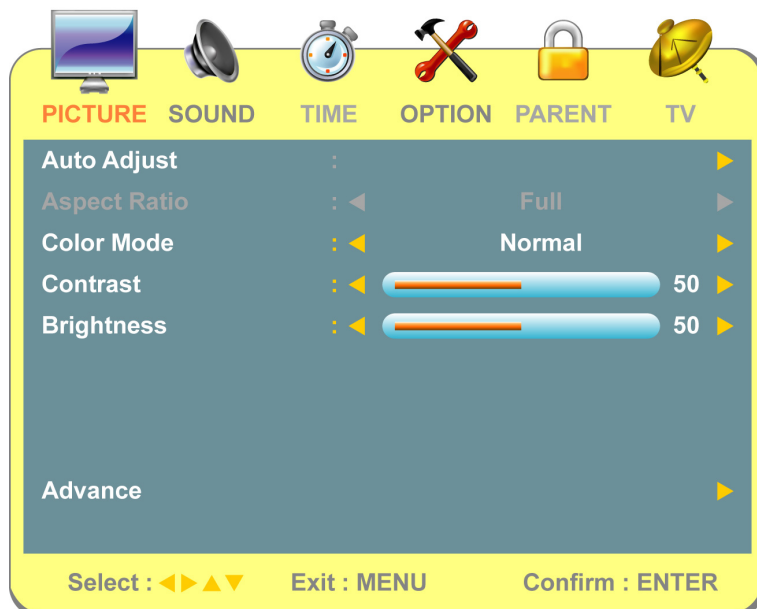 PICTURE SOUND TIME OPTION PARENT TV
Auto Adjust :
Aspect Ratio : Full
Color Mode : Normal
Contrast : 50
Brightness : 50
Advance
Select : Exit : MENU Confirm : ENTER